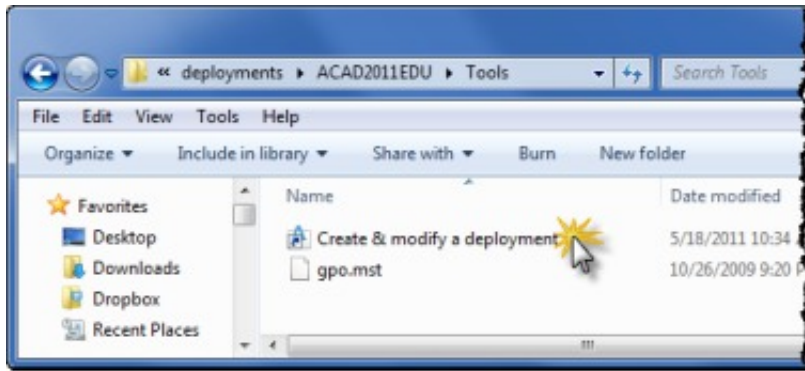 « deployments ▸ ACAD2011EDU ▸ Tools
Search Tools
File Edit View Tools Help
Organize ▾ Include in library ▾ Share with ▾ Burn New folder
Favorites
Desktop
Downloads
Dropbox
Recent Places
Name Date modified
Create & modify a deployment 5/18/2011 10:34
gpo.mst 10/26/2009 9:20 P